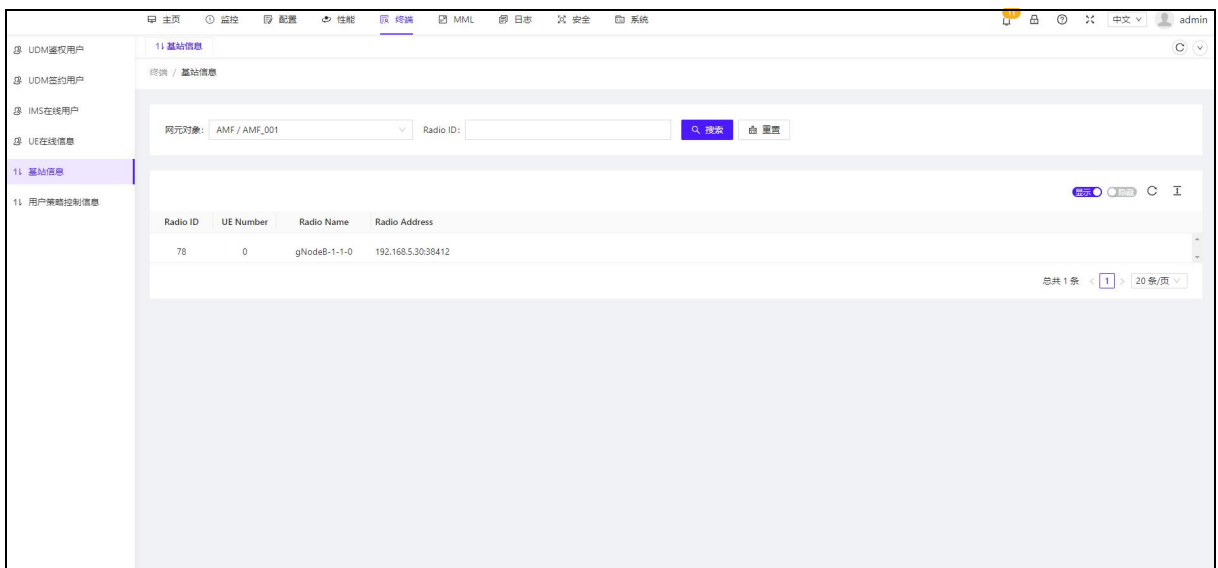 主页 监控 配置 性能 终端 MML 日志 安全 系统 中文 admin
UDM鉴权用户
UDM签约用户
IMS在线用户
UE在线信息
基站信息
用户策略控制信息
基站信息
终端 / 基站信息
网元对象: AMF / AMF_001 Radio ID: 搜索 重置
显示
Radio ID UE Number Radio Name Radio Address
78 0 gNodeB-1-1-0 192.168.5.30:38412
总共 1 条 < 1 > 20 条/页